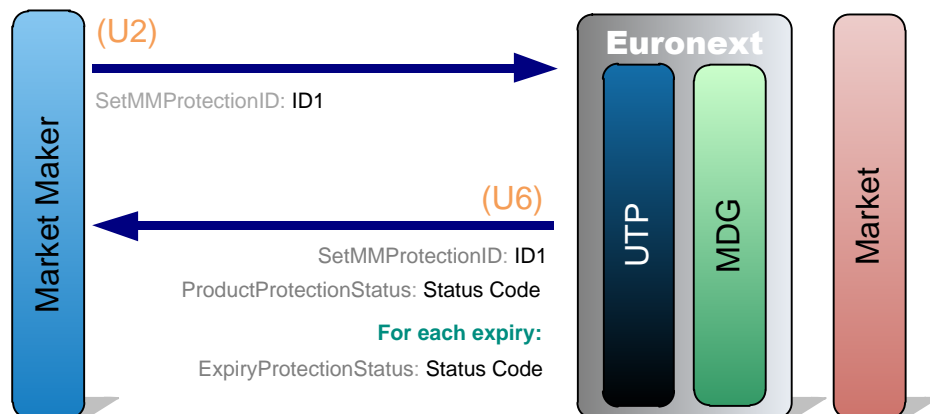 (U2)
Euronext
SetMMProtectionID: ID1
Market Maker
UTP
MDG
Market
(U6)
SetMMProtectionID: ID1
ProductProtectionStatus: Status Code
For each expiry:
ExpiryProtectionStatus: Status Code